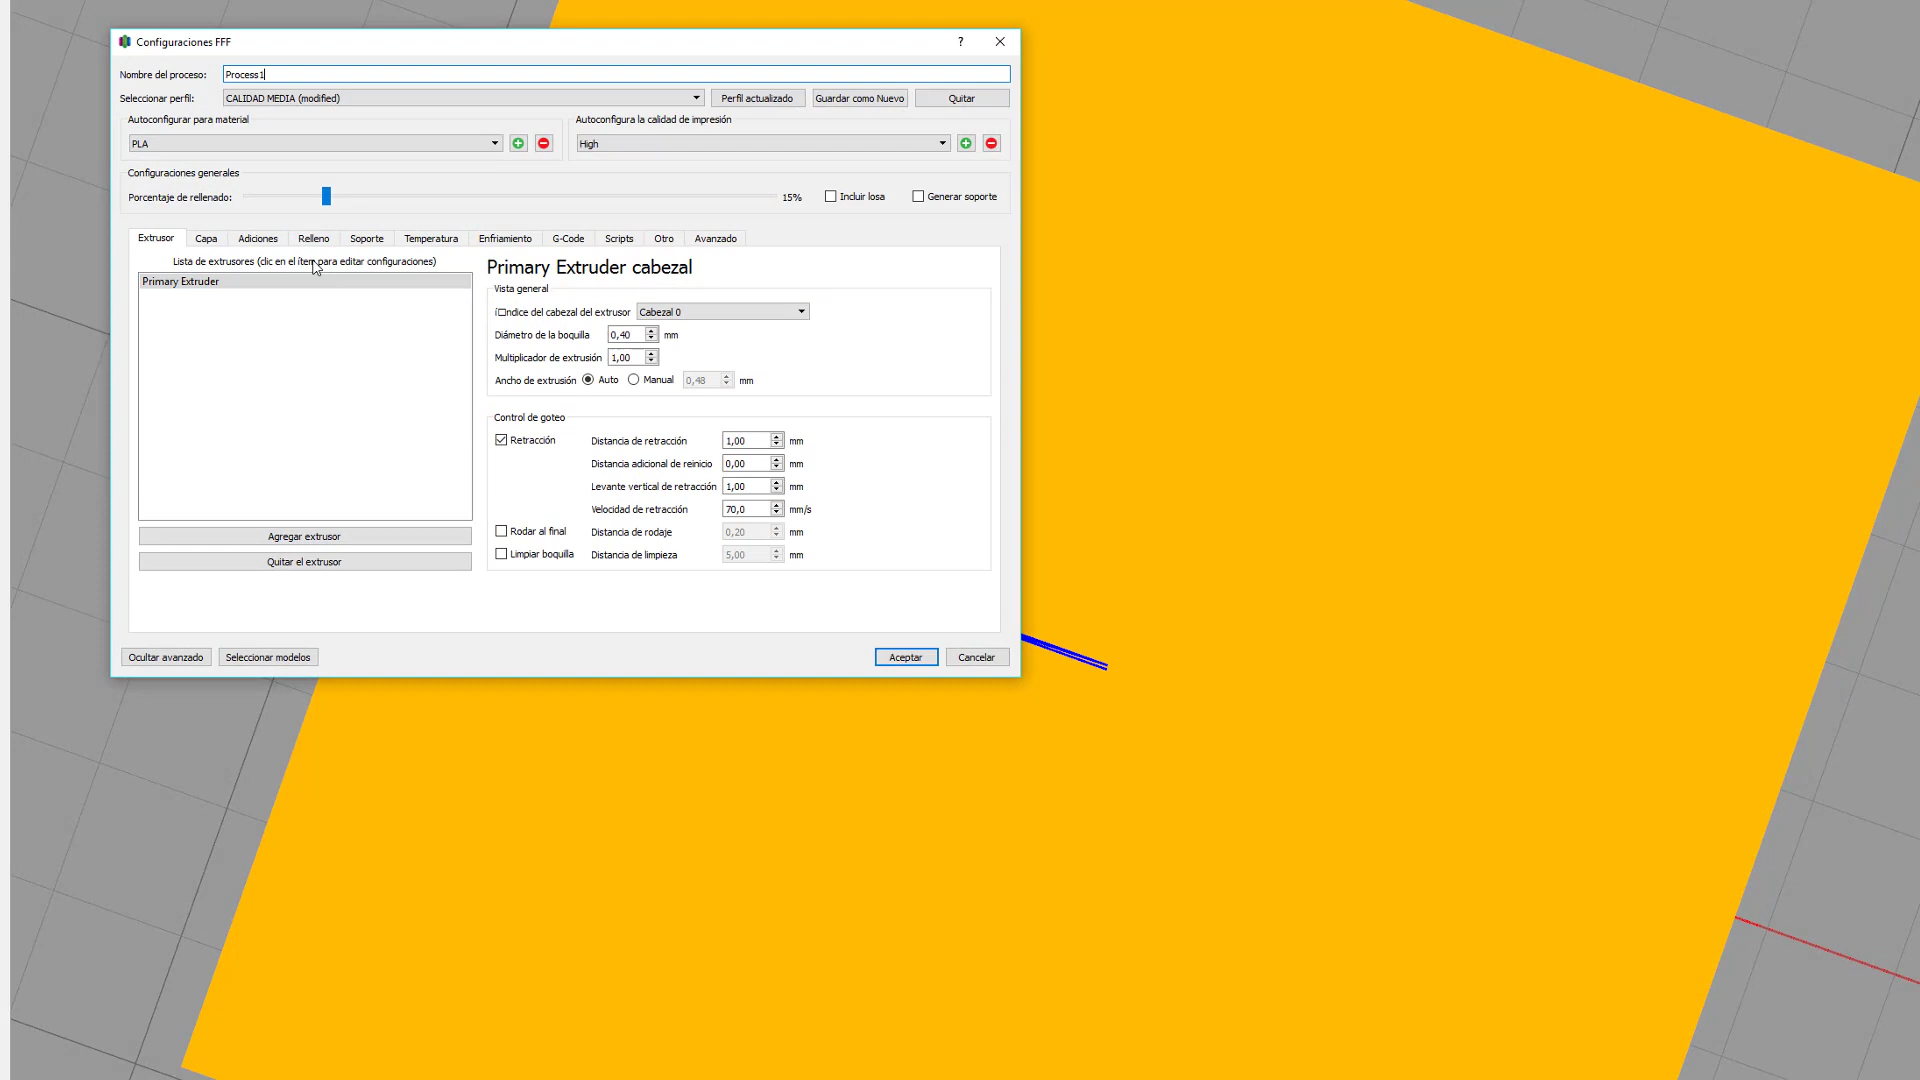 Configuraciones FFF
?
Nombre del proceso: Process1
Seleccionar perfil: CALIDAD MEDIA (modified) Perfil actualizado Guardar como Nuevo Quitar
Autoconfigurar para material Autoconfigura la calidad de impresión
PLA High
Configuraciones generales
Porcentaje de rellenado: 15% Incluir losa Generar soporte
Extrusor Capa Adiciones Relleno Soporte Temperatura Enfriamiento G-Code Scripts Otro Avanzado
Lista de extrusores (clic en el ítem para editar configuraciones)
Primary Extruder
Primary Extruder cabezal
Vista general
í□ndice del cabezal del extrusor Cabezal 0
Diámetro de la boquilla 0,40 mm
Multiplicador de extrusión 1,00
Ancho de extrusión Auto Manual 0,48 mm
Control de goteo
Retracción Distancia de retracción 1,00 mm
Distancia adicional de reinicio 0,00 mm
Levante vertical de retracción 1,00 mm
Velocidad de retracción 70,0 mm/s
Rodar al final Distancia de rodaje 0,20 mm
Limpiar boquilla Distancia de limpieza 5,00 mm
Agregar extrusor
Quitar el extrusor
Ocultar avanzado Seleccionar modelos Aceptar Cancelar